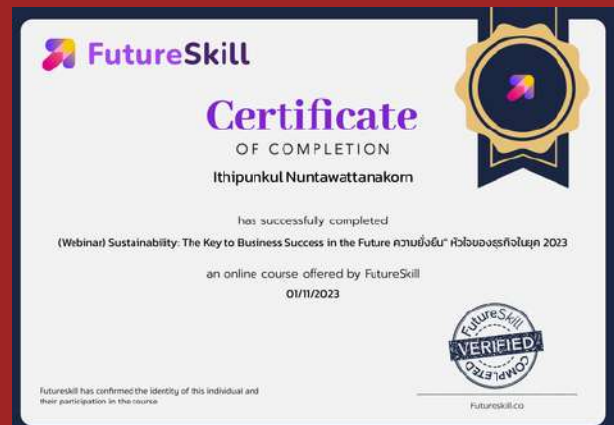 FutureSkill
Certificate
OF COMPLETION
Ithipunkul Nuntawattanakorn
has successfully completed
(Webinar) Sustainability: The Key to Business Success in the Future ความยั่งยืน" หัวใจของธุรกิจในยุค 2023
an online course offered by FutureSkill
01/11/2023
FutureSkill
VERIFIED
COMPLETED
Futureskill has confirmed the identity of this individual and
their participation in the course
Futureskill.co